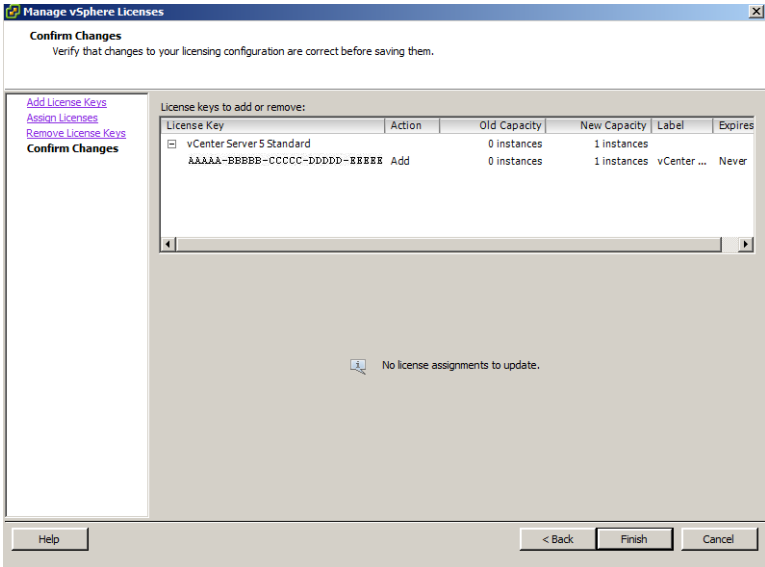 Manage vSphere Licenses
Confirm Changes
Verify that changes to your licensing configuration are correct before saving them.
Add License Keys
Assign Licenses
Remove License Keys
Confirm Changes
License keys to add or remove:
License Key Action Old Capacity New Capacity Label Expires
vCenter Server 5 Standard 0 instances 1 instances
AAAAA-BBBBB-CCCCC-DDDDD-EEEEE Add 0 instances 1 instances vCenter ... Never
No license assignments to update.
Help < Back Finish Cancel